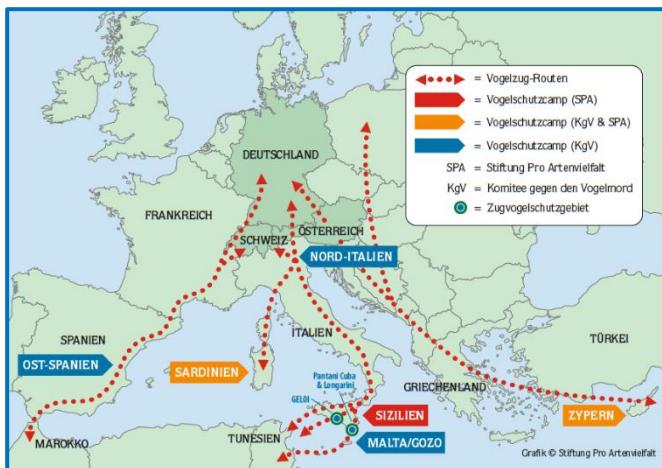 = Vogelzug-Routen
= Vogelschutzcamp (SPA)
= Vogelschutzcamp (KgV & SPA)
= Vogelschutzcamp (KgV)
SPA = Stiftung Pro Artenvielfalt
KgV = Komitee gegen den Vogelmord
= Zugvogelschutzgebiet
DEUTSCHLAND
FRANKREICH
ÖSTERREICH
SCHWEIZ
NORD-ITALIEN
SPANIEN
ITALIEN
TÜRKEI
OST-SPANIEN
SARDINIEN
Pantani Cuba
& Longarini
GRIECHENLAND
GELOI
SIZILIEN
ZYPERN
MAROKKO
TUNESIEN
MALTA/GOZO
Grafik © Stiftung Pro Artenvielfalt